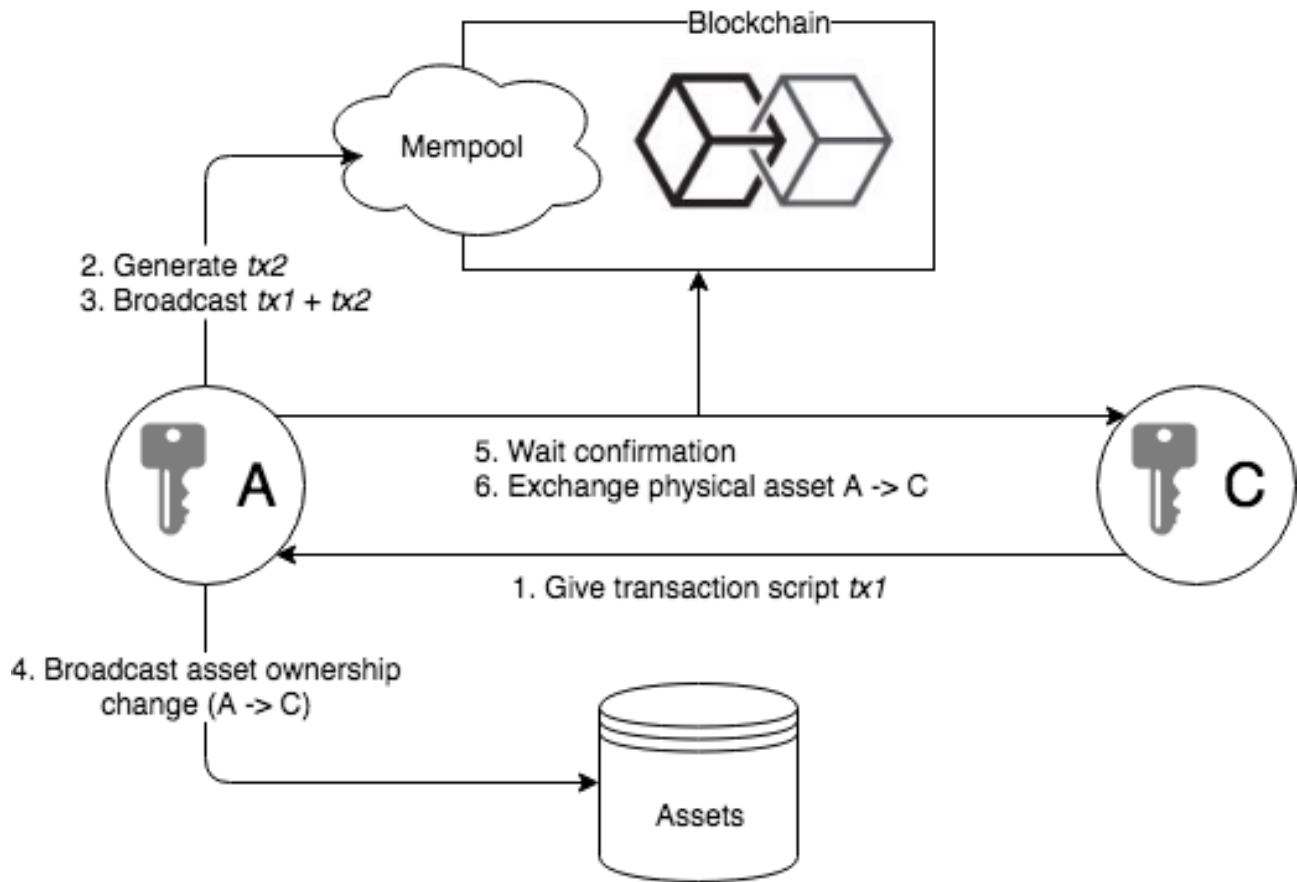 Blockchain
Mempool
2. Generate tx2
3. Broadcast tx1 + tx2
A
C
5. Wait confirmation
6. Exchange physical asset A -> C
1. Give transaction script tx1
4. Broadcast asset ownership
change (A -> C)
Assets